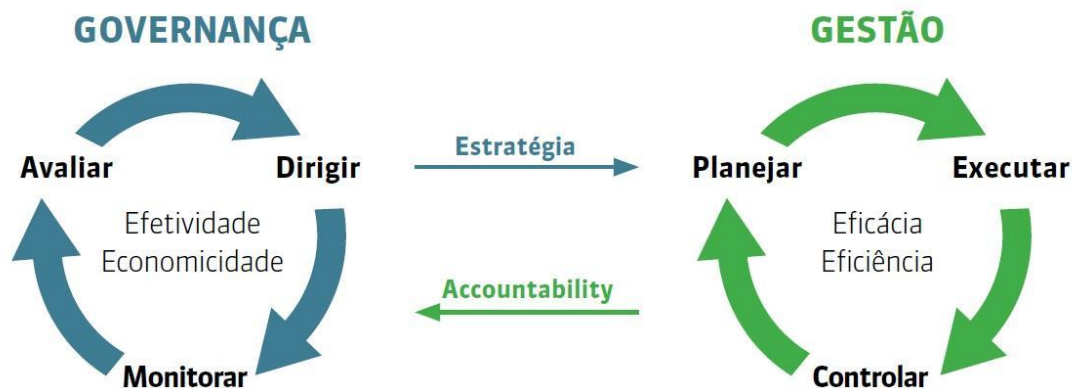 GOVERNANÇA
Avaliar
Dirigir
Efetividade
Economicidade
Monitorar
Estratégia
Accountability
GESTÃO
Planejar
Executar
Eficácia
Eficiência
Controlar